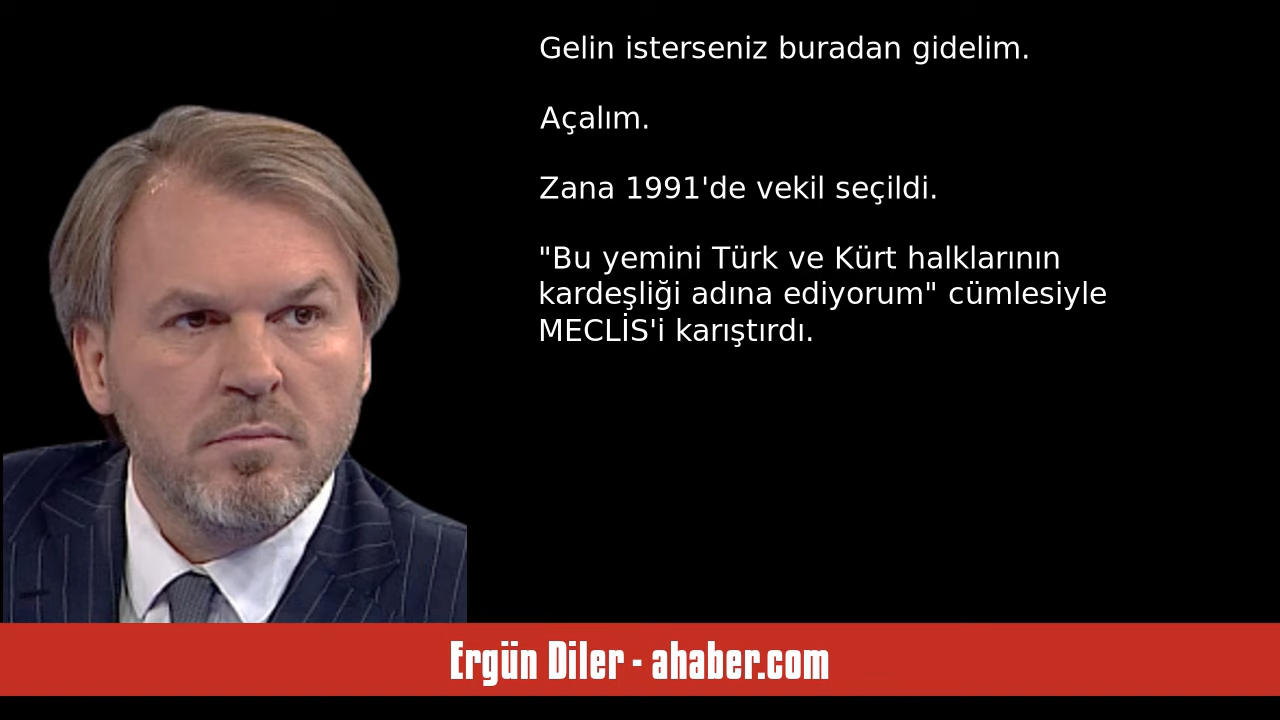 Gelin isterseniz buradan gidelim.
Açalım.
Zana 1991'de vekil seçildi.
"Bu yemini Türk ve Kürt halklarının
kardeşliği adına ediyorum" cümlesiyle
MECLİS'i karıştırdı.
Ergün Diler - ahaber.com